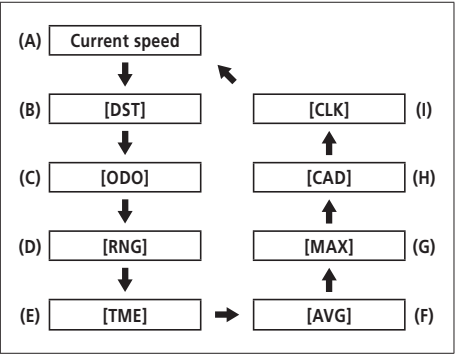 (A) Current speed
(B) [DST] [CLK] (I)
(C) [ODO] [CAD] (H)
(D) [RNG] [MAX] (G)
(E) [TME] [AVG] (F)